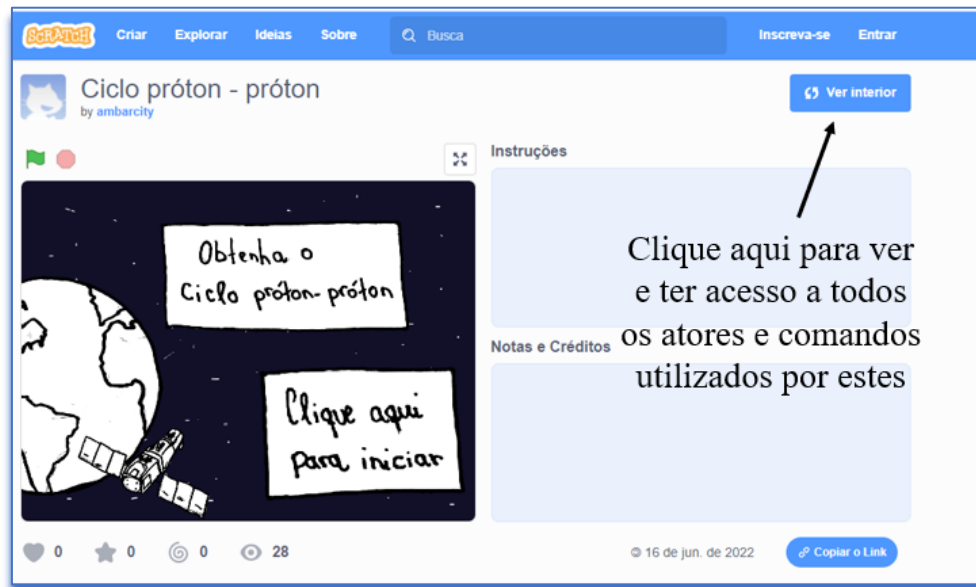 SCRATCH Criar Explorar Ideias Sobre Busca Inscreva-se Entrar
Ciclo próton - próton
by ambarcity
Ver interior
Instruções
Obtenha o
Ciclo próton-próton
Clique aqui
para iniciar
Clique aqui para ver
e ter acesso a todos
os atores e comandos
utilizados por estes
Notas e Créditos
0 0 0 28
© 16 de jun. de 2022
Copiar o Link